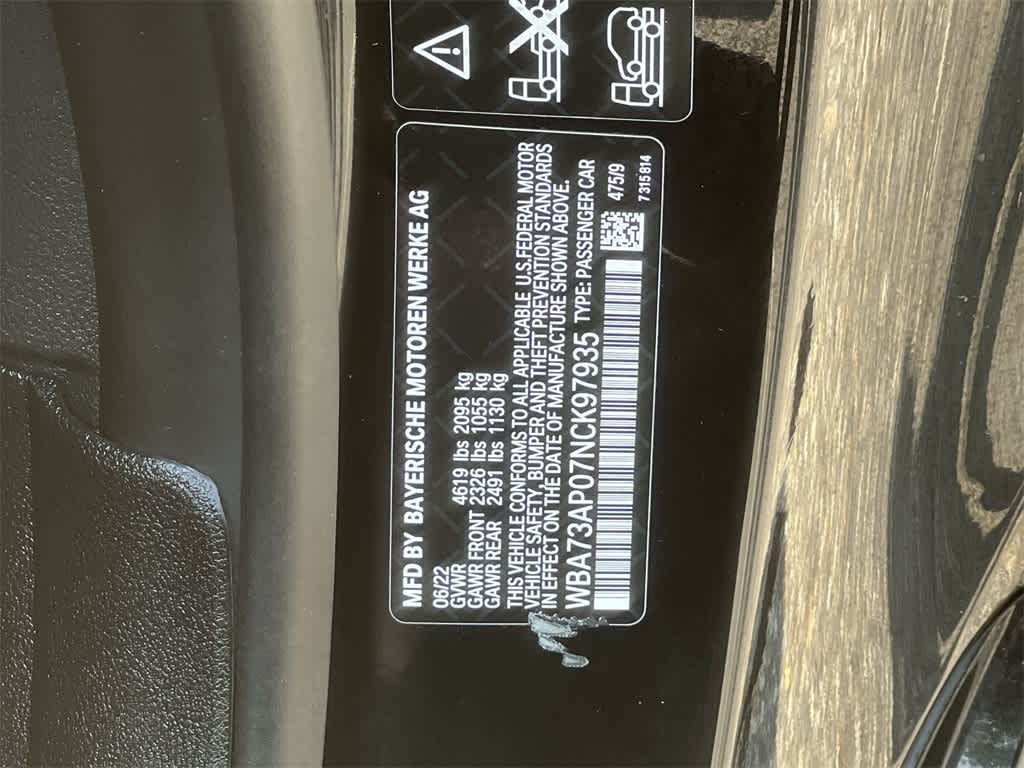 MFD BY BAYERISCHE MOTOREN WERKE AG
06/22
GVWR 4619 lbs 2095 kg
GAWR FRONT 2326 lbs 1055 kg
GAWR REAR 2491 lbs 1130 kg
THIS VEHICLE CONFORMS TO ALL APPLICABLE U.S. FEDERAL MOTOR
VEHICLE SAFETY, BUMPER AND THEFT PREVENTION STANDARDS
IN EFFECT ON THE DATE OF MANUFACTURE SHOWN ABOVE.
WBA73AP07NCK97935 TYPE: PASSENGER CAR
475/9
7319814